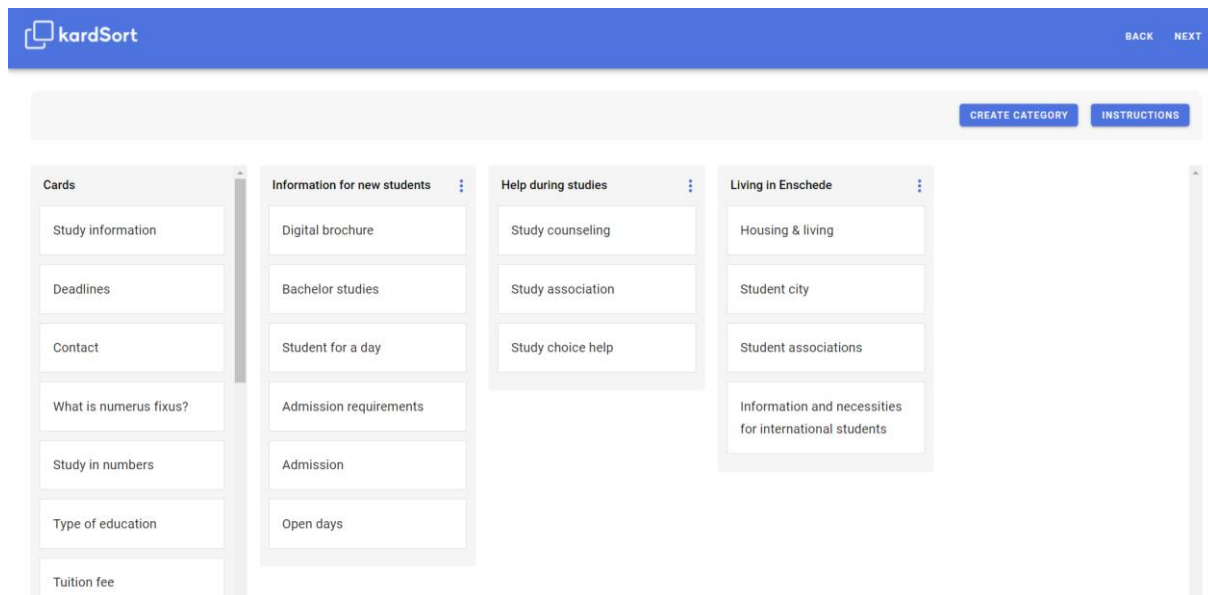 kardSort
BACK NEXT
CREATE CATEGORY INSTRUCTIONS
Cards
Study information
Deadlines
Contact
What is numerus fixus?
Study in numbers
Type of education
Tuition fee
Information for new students
Digital brochure
Bachelor studies
Student for a day
Admission requirements
Admission
Open days
Help during studies
Study counseling
Study association
Study choice help
Living in Enschede
Housing & living
Student city
Student associations
Information and necessities
for international students